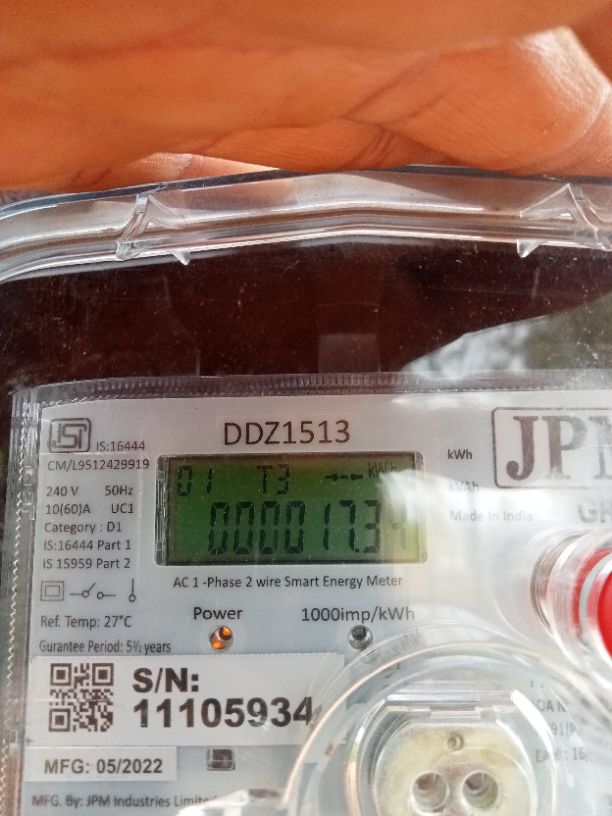 IS:16444
CM/L9512429919
DDZ1513
JPM
kWh
kVAh
Made in India
240 V 50Hz
10(60)A UC1
Category : D1
IS:16444 Part 1
IS 15959 Part 2
01 T3 kWh
AC 1 -Phase 2 wire Smart Energy Meter
Ref. Temp: 27°C
Power
1000imp/kWh
Gurantee Period: 5½ years
S/N:
11105934
MFG: 05/2022
MFG. By: JPM Industries Limited